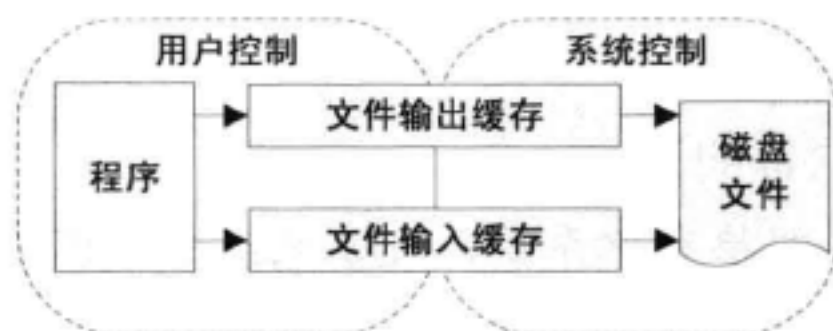 用户控制
系统控制
程序
文件输出缓存
文件输入缓存
磁盘
文件